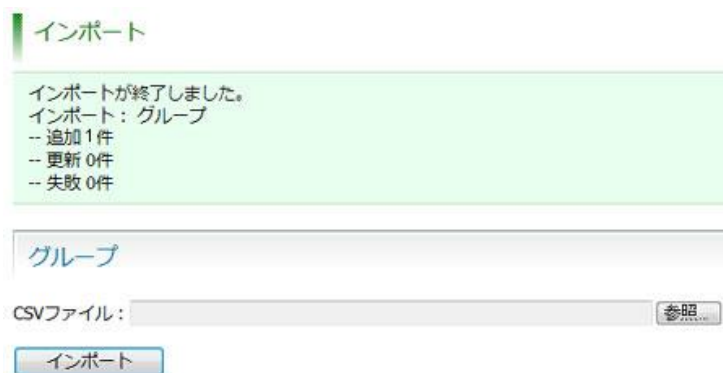 インポート
インポートが終了しました。
インポート： グループ
-- 追加 1件
-- 更新 0件
-- 失敗 0件
グループ
CSVファイル：
参照...
インポート